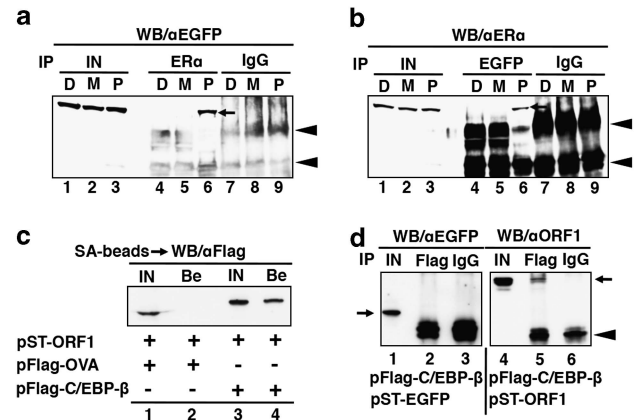 a
WB/αEGFP
IP IN ERα IgG
D M P D M P D M P
1 2 3 4 5 6 7 8 9
b
WB/αERα
IP IN EGFP IgG
D M P D M P D M P
1 2 3 4 5 6 7 8 9
c
SA-beads→WB/αFlag
IN Be IN Be
pST-ORF1 + + + +
pFlag-OVA + + - -
pFlag-C/EBP-β - - + +
1 2 3 4
d
WB/αEGFP WB/αORF1
IP IN Flag IgG IN Flag IgG
1 2 3 4 5 6
pFlag-C/EBP-β pFlag-C/EBP-β
pST-EGFP pST-ORF1